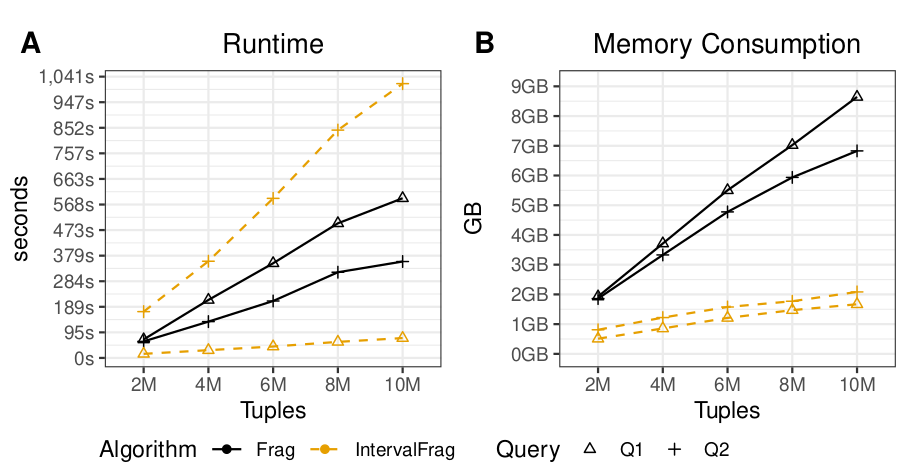 A
Runtime
seconds
1,041s
947s
852s
757s
663s
568s
473s
379s
284s
189s
95s
0s
2M 4M 6M 8M 10M
Tuples
B
Memory Consumption
GB
9GB
8GB
7GB
6GB
5GB
4GB
3GB
2GB
1GB
0GB
2M 4M 6M 8M 10M
Tuples
Algorithm Frag IntervalFrag Query Q1 Q2